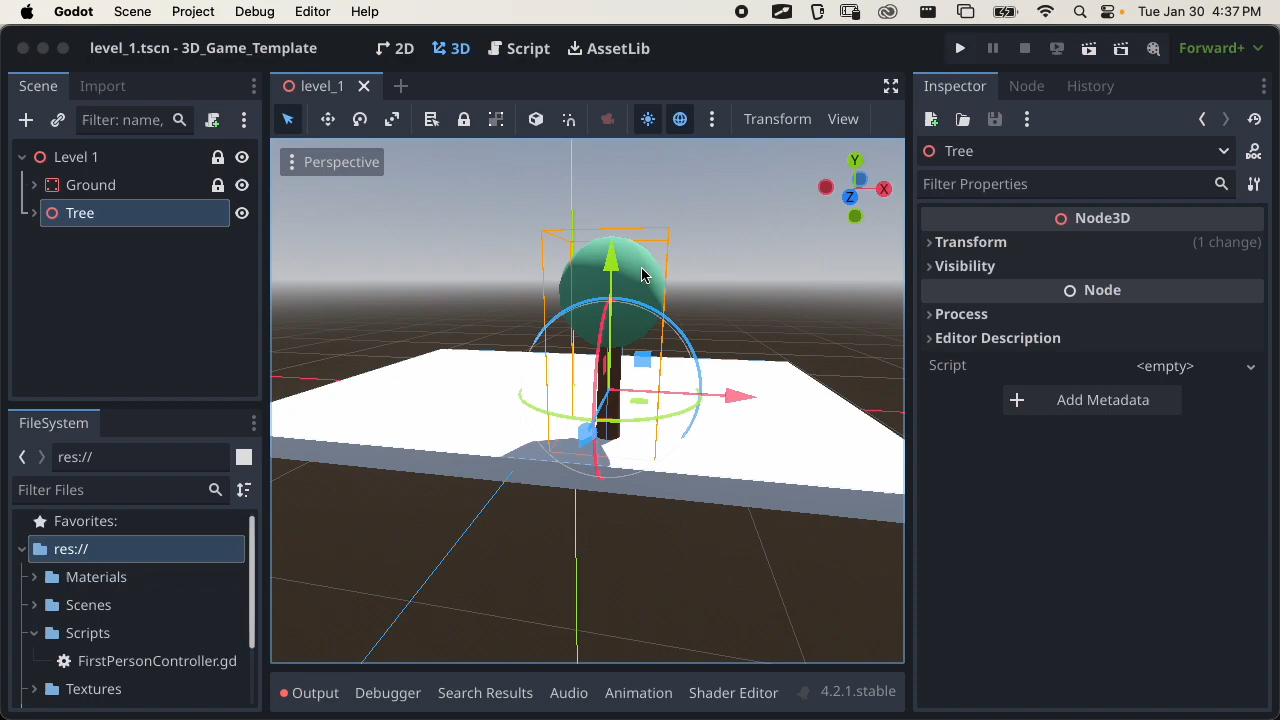 Godot Scene Project Debug Editor Help Tue Jan 30 4:37 PM
level_1.tscn - 3D_Game_Template 2D 3D Script AssetLib Forward+
Scene Import
level_1
Inspector Node History
Filter: name,
Transform View
Level 1
Ground
Tree
Perspective
Y
X
Z
Tree
DOC
Filter Properties
Node3D
Transform (1 change)
Visibility
Node
Process
Editor Description
Script <empty>
Add Metadata
FileSystem
res://
Filter Files
Favorites:
res://
Materials
Scenes
Scripts
FirstPersonController.gd
Textures
Output Debugger Search Results Audio Animation Shader Editor 4.2.1.stable